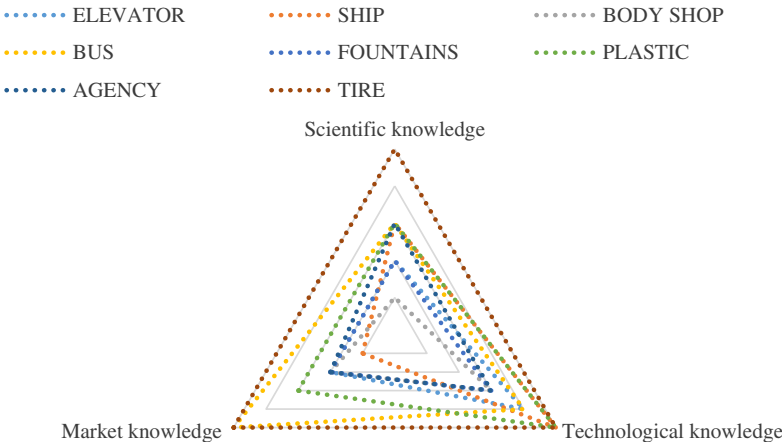 ELEVATOR SHIP BODY SHOP
BUS FOUNTAINS PLASTIC
AGENCY TIRE
Scientific knowledge
Market knowledge Technological knowledge